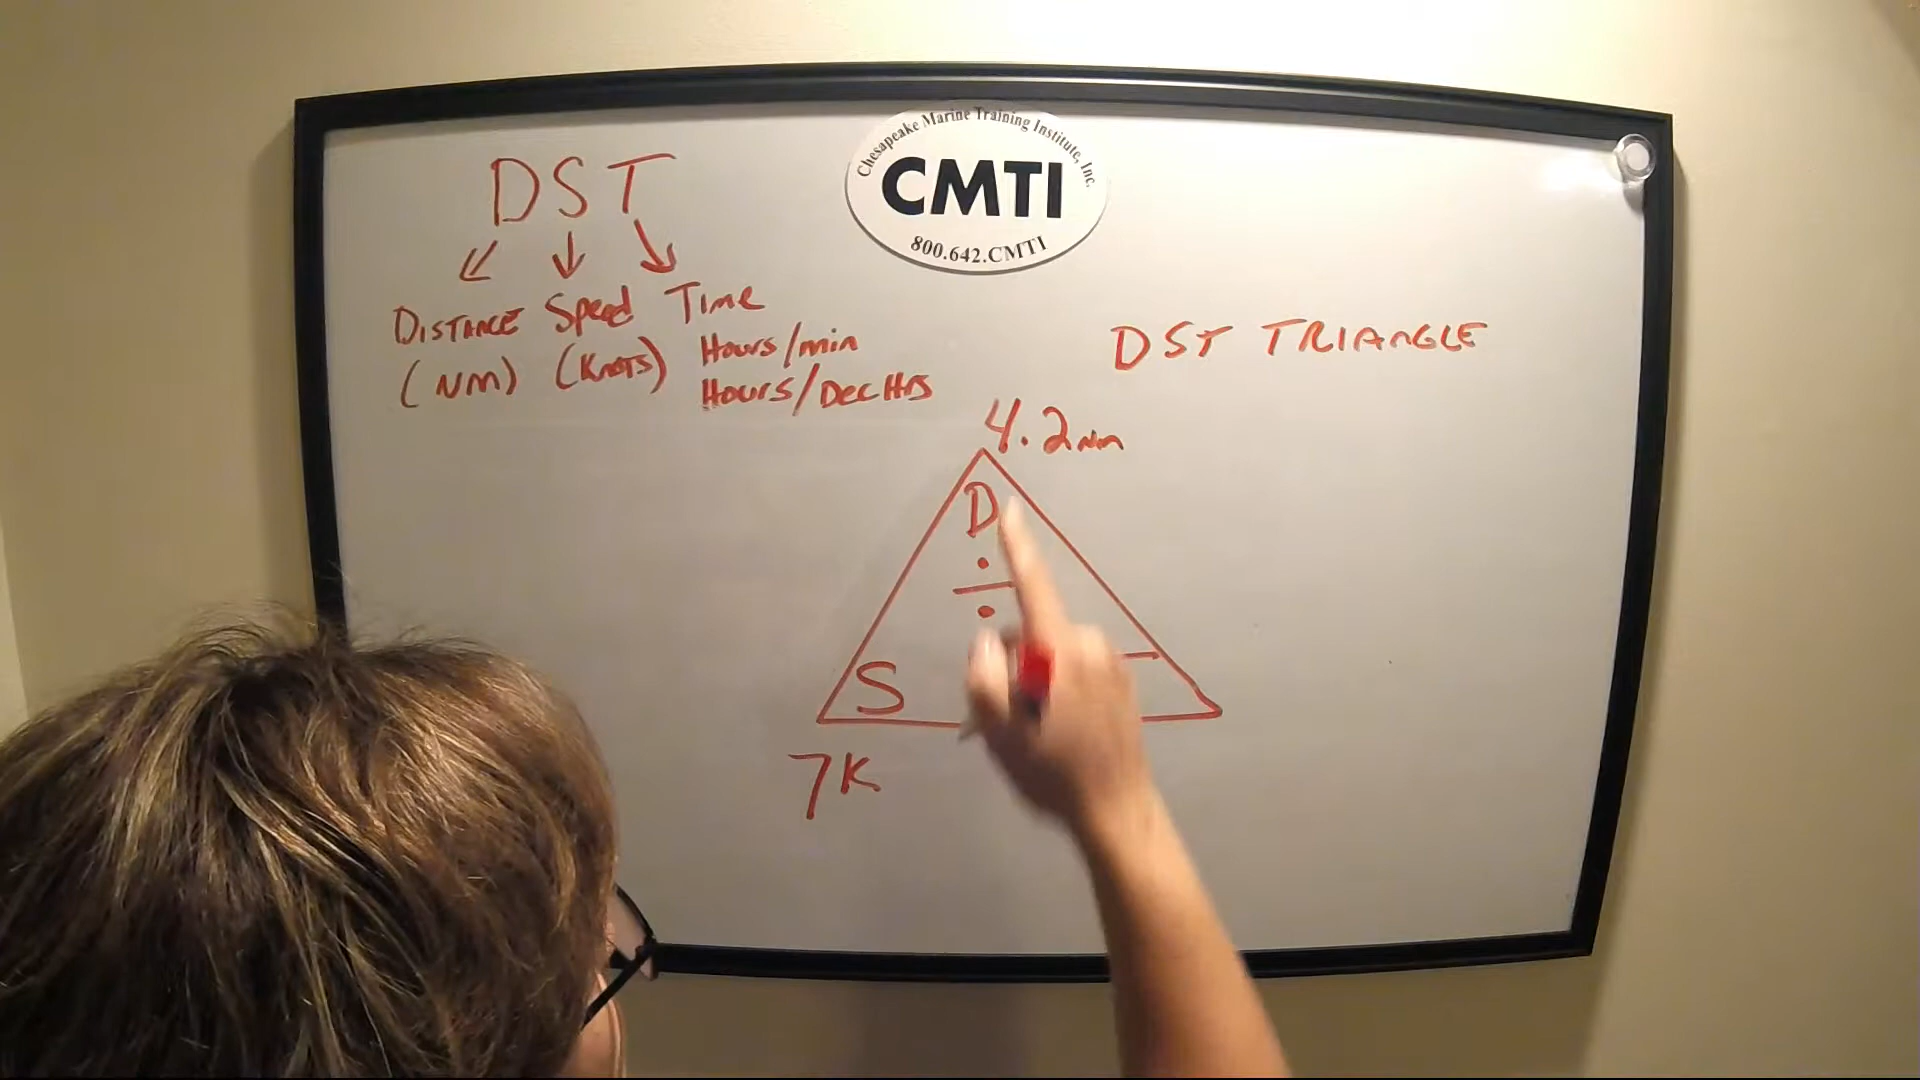 Chesapeake Marine Training Institute, Inc.
CMTI
800.642.CMTI
DST
DISTANCE Speed TIME
(NM) (KNOTS) Hours/min
Hours/Dec Hrs
DST TRIANGLE
4.2nm
D
÷
S
7K